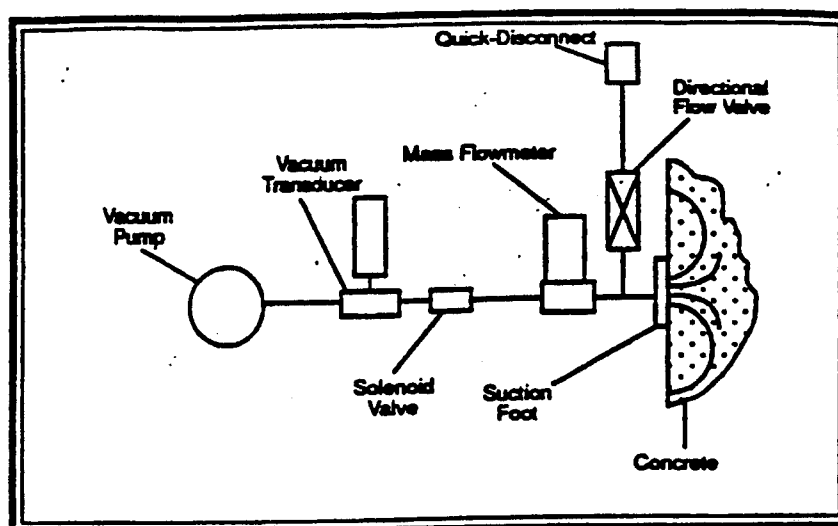 Quick-Disconnect
Directional
Flow Valve
Mass Flowmeter
Vacuum
Transducer
Vacuum
Pump
Solenoid
Valve
Suction
Foot
Concrete